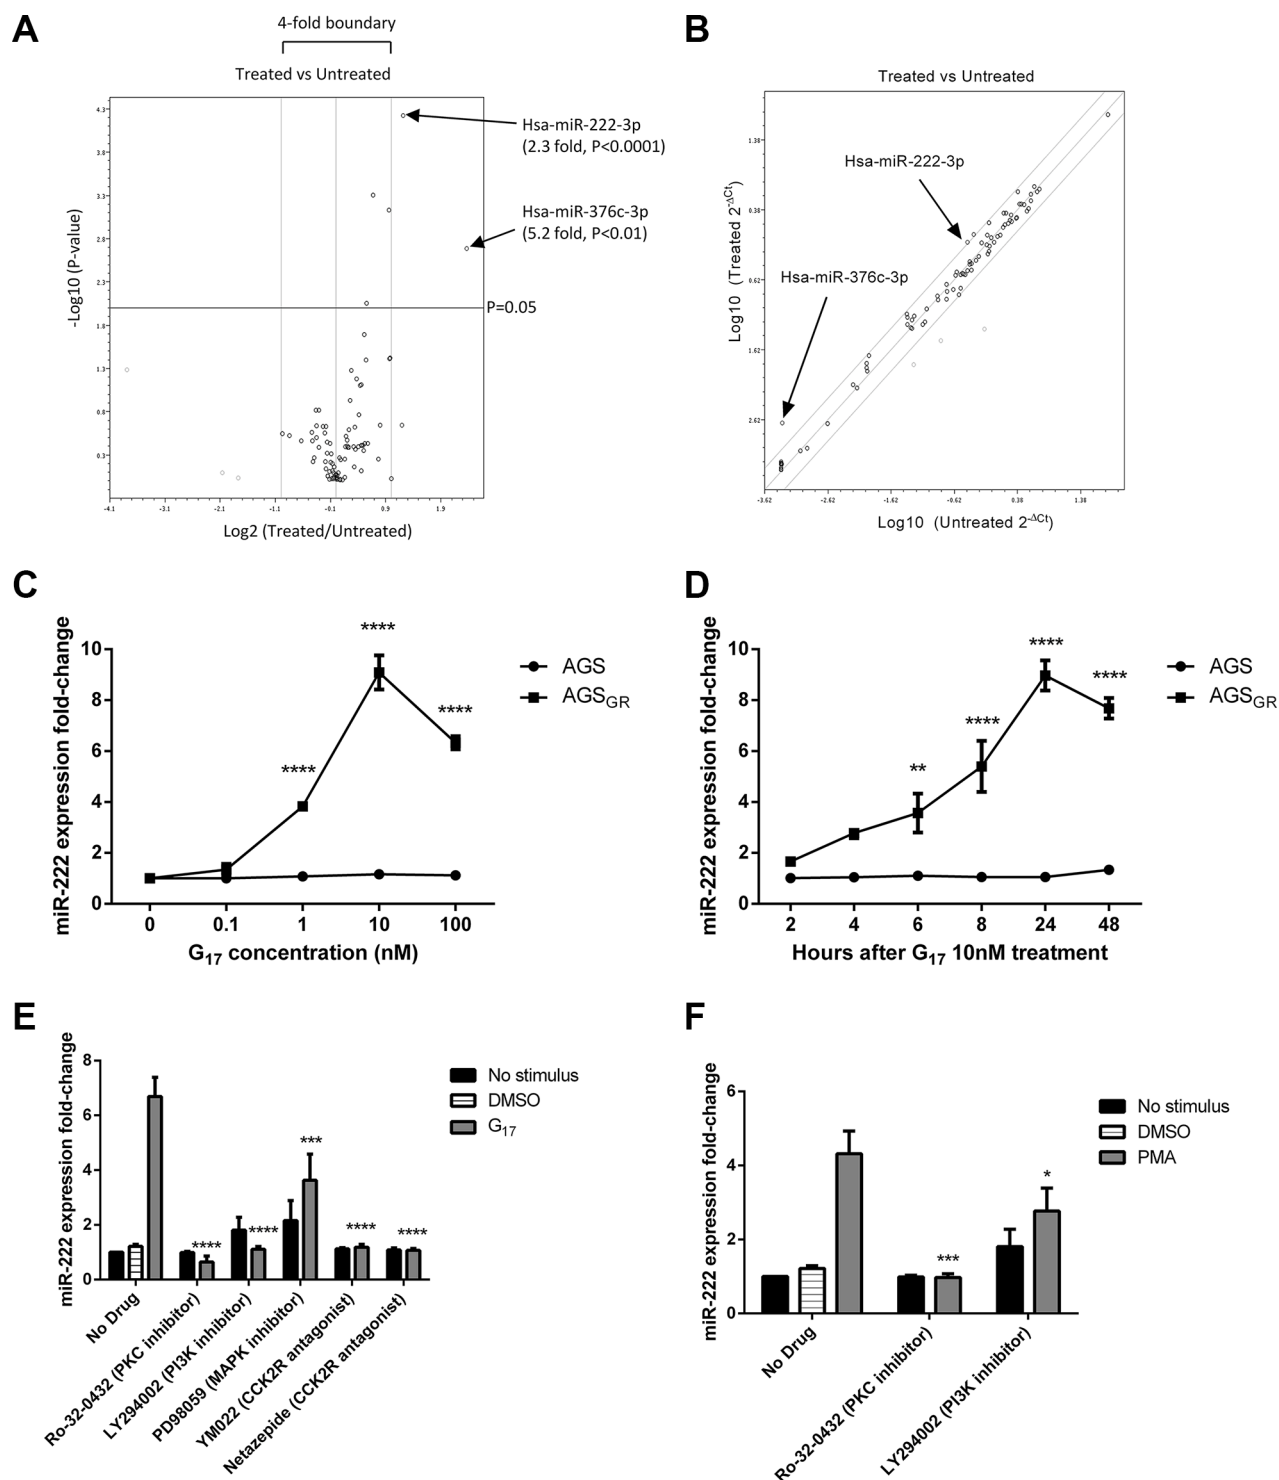 A
4-fold boundary
Treated vs Untreated
4.3
3.8
3.3
2.8
2.3
1.8
1.3
0.8
0.3
-Log10 (P-value)
Hsa-miR-222-3p
(2.3 fold, P<0.0001)
Hsa-miR-376c-3p
(5.2 fold, P<0.01)
P=0.05
-4.1 -3.1 -2.1 -1.1 -0.1 0.9 1.9
Log2 (Treated/Untreated)
B
Treated vs Untreated
Log10 (Treated 2-ΔCt)
1.38
0.38
0.62
1.62
2.62
Hsa-miR-222-3p
Hsa-miR-376c-3p
-3.62 -2.62 -1.62 -0.62 0.38 1.38
Log10 (Untreated 2-ΔCt)
C
miR-222 expression fold-change
10
8
6
4
2
0
****
****
****
AGS
AGSGR
0 0.1 1 10 100
G17 concentration (nM)
D
miR-222 expression fold-change
10
8
6
4
2
0
**
****
****
****
AGS
AGSGR
2 4 6 8 24 48
Hours after G17 10nM treatment
E
miR-222 expression fold-change
8
6
4
2
0
****
****
***
****
****
No stimulus
DMSO
G17
No Drug
Ro-32-0432 (PKC inhibitor)
LY294002 (PI3K inhibitor)
PD98059 (MAPK inhibitor)
YM022 (CCK2R antagonist)
Netazepide (CCK2R antagonist)
F
miR-222 expression fold-change
6
4
2
0
***
*
No stimulus
DMSO
PMA
No Drug
Ro-32-0432 (PKC inhibitor)
LY294002 (PI3K inhibitor)